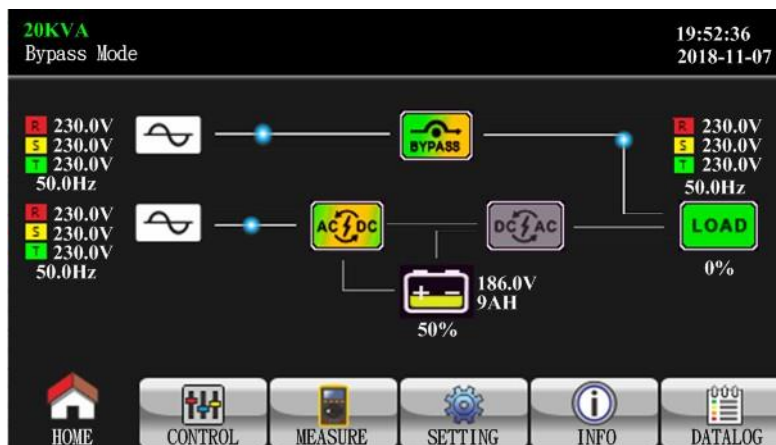 20KVA
Bypass Mode
19:52:36
2018-11-07
R 230.0V
S 230.0V
T 230.0V
50.0Hz
BYPASS
R 230.0V
S 230.0V
T 230.0V
50.0Hz
R 230.0V
S 230.0V
T 230.0V
50.0Hz
AC DC
DC AC
LOAD
0%
186.0V
9AH
50%
HOME
CONTROL
MEASURE
SETTING
INFO
DATALOG